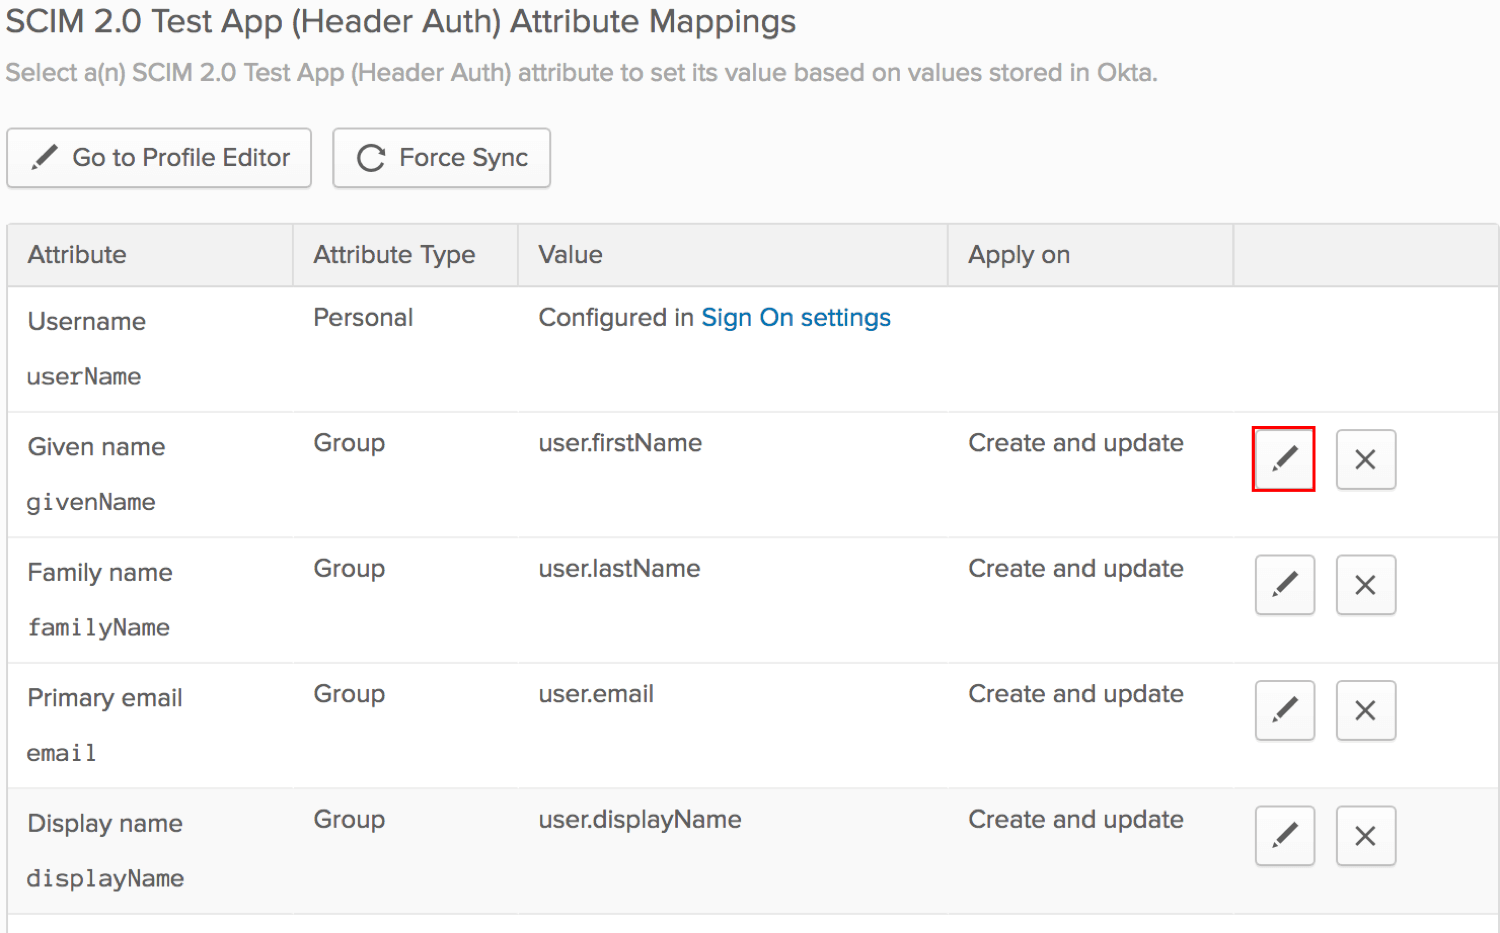 SCIM 2.0 Test App (Header Auth) Attribute Mappings
Select a(n) SCIM 2.0 Test App (Header Auth) attribute to set its value based on values stored in Okta.
Go to Profile Editor Force Sync
Attribute Attribute Type Value Apply on
Username Personal Configured in Sign On settings
userName
Given name Group user.firstName Create and update
givenName
Family name Group user.lastName Create and update
familyName
Primary email Group user.email Create and update
email
Display name Group user.displayName Create and update
displayName